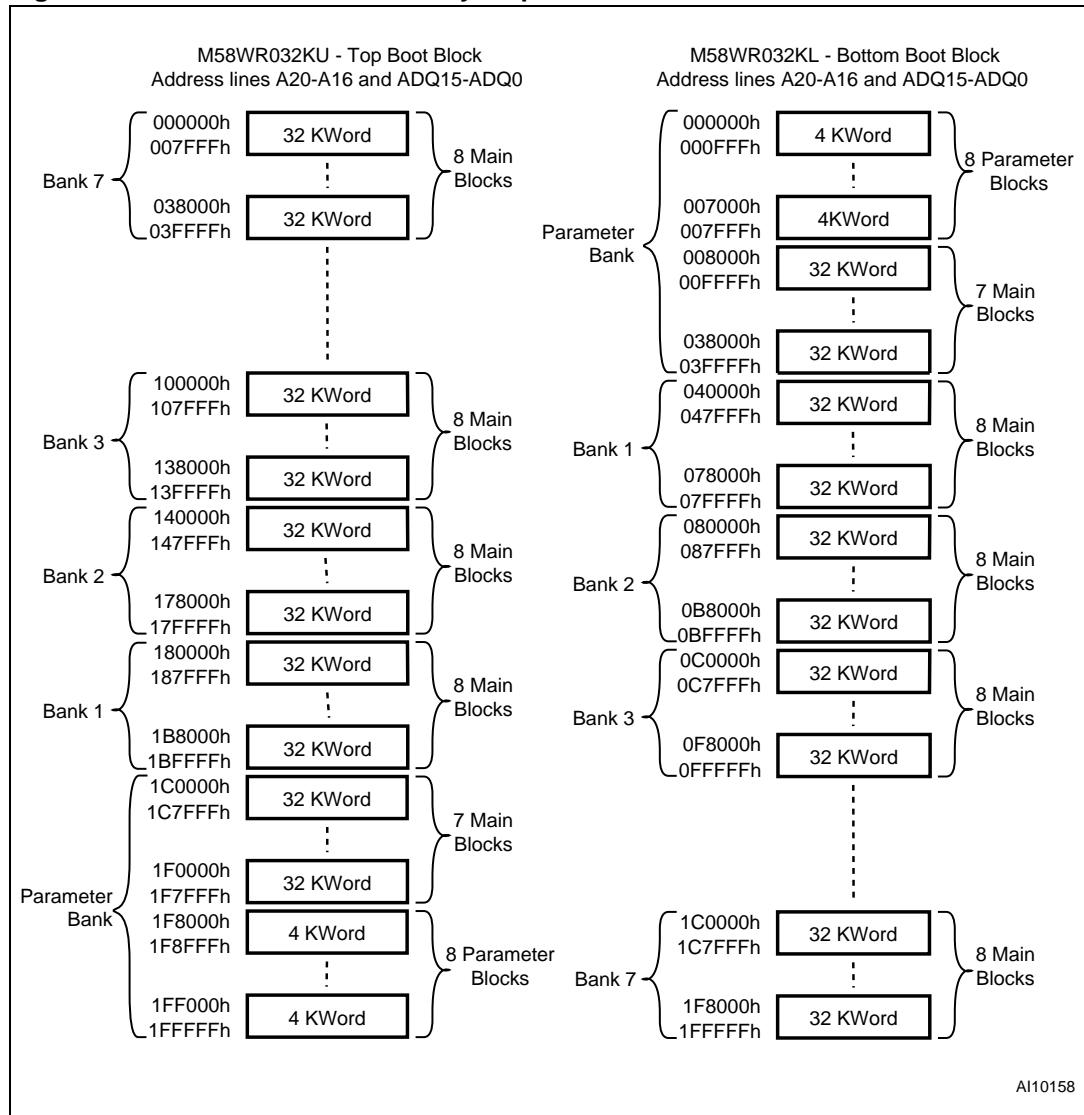 M58WR032KU - Top Boot Block
Address lines A20-A16 and ADQ15-ADQ0
000000h
007FFFh
32 KWord
Bank 7
8 Main
Blocks
038000h
03FFFFh
32 KWord
100000h
107FFFh
32 KWord
Bank 3
8 Main
Blocks
138000h
13FFFFh
32 KWord
140000h
147FFFh
32 KWord
Bank 2
8 Main
Blocks
178000h
17FFFFh
32 KWord
180000h
187FFFh
32 KWord
Bank 1
8 Main
Blocks
1B8000h
1BFFFFh
32 KWord
1C0000h
1C7FFFh
32 KWord
7 Main
Blocks
1F0000h
1F7FFFh
32 KWord
Parameter
Bank
1F8000h
1F8FFFh
4 KWord
8 Parameter
Blocks
1FF000h
1FFFFFh
4 KWord
M58WR032KL - Bottom Boot Block
Address lines A20-A16 and ADQ15-ADQ0
000000h
000FFFh
4 KWord
8 Parameter
Blocks
007000h
007FFFh
4KWord
Parameter
Bank
008000h
00FFFFh
32 KWord
7 Main
Blocks
038000h
03FFFFh
32 KWord
040000h
047FFFh
32 KWord
Bank 1
8 Main
Blocks
078000h
07FFFFh
32 KWord
080000h
087FFFh
32 KWord
Bank 2
8 Main
Blocks
0B8000h
0BFFFFh
32 KWord
0C0000h
0C7FFFh
32 KWord
Bank 3
8 Main
Blocks
0F8000h
0FFFFFh
32 KWord
1C0000h
1C7FFFh
32 KWord
Bank 7
8 Main
Blocks
1F8000h
1FFFFFh
32 KWord
AI10158